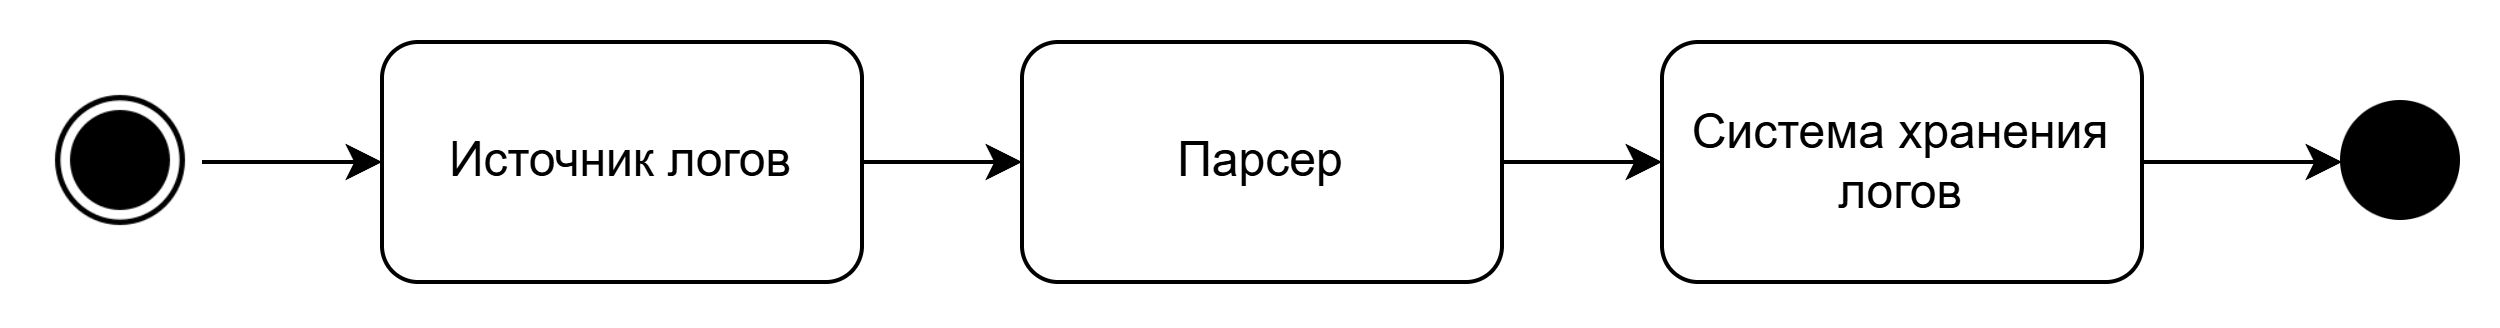 Источник логов
Парсер
Система хранения
логов